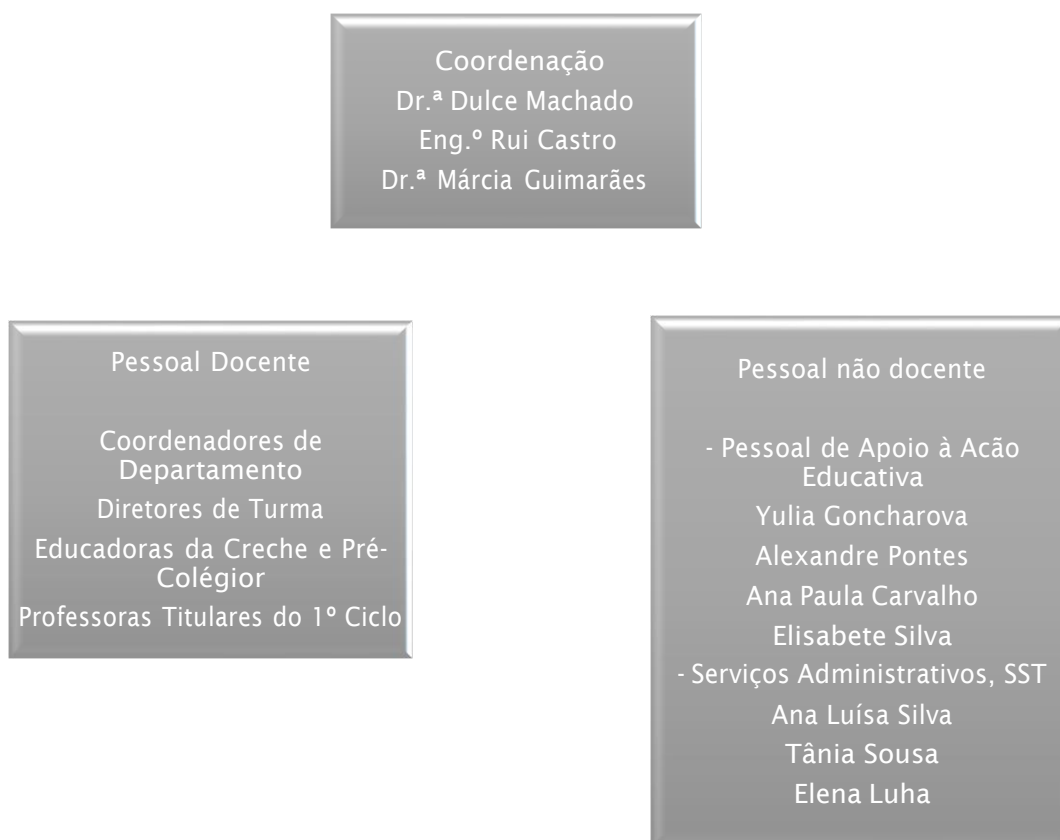 Coordenação
Dr.ª Dulce Machado
Eng.º Rui Castro
Dr.ª Márcia Guimarães
Pessoal Docente
Coordenadores de
Departamento
Diretores de Turma
Educadoras da Creche e Pré-
Colégior
Professoras Titulares do 1º Ciclo
Pessoal não docente
- Pessoal de Apoio à Acão
Educativa
Yulia Goncharova
Alexandre Pontes
Ana Paula Carvalho
Elisabete Silva
- Serviços Administrativos, SST
Ana Luísa Silva
Tânia Sousa
Elena Luha